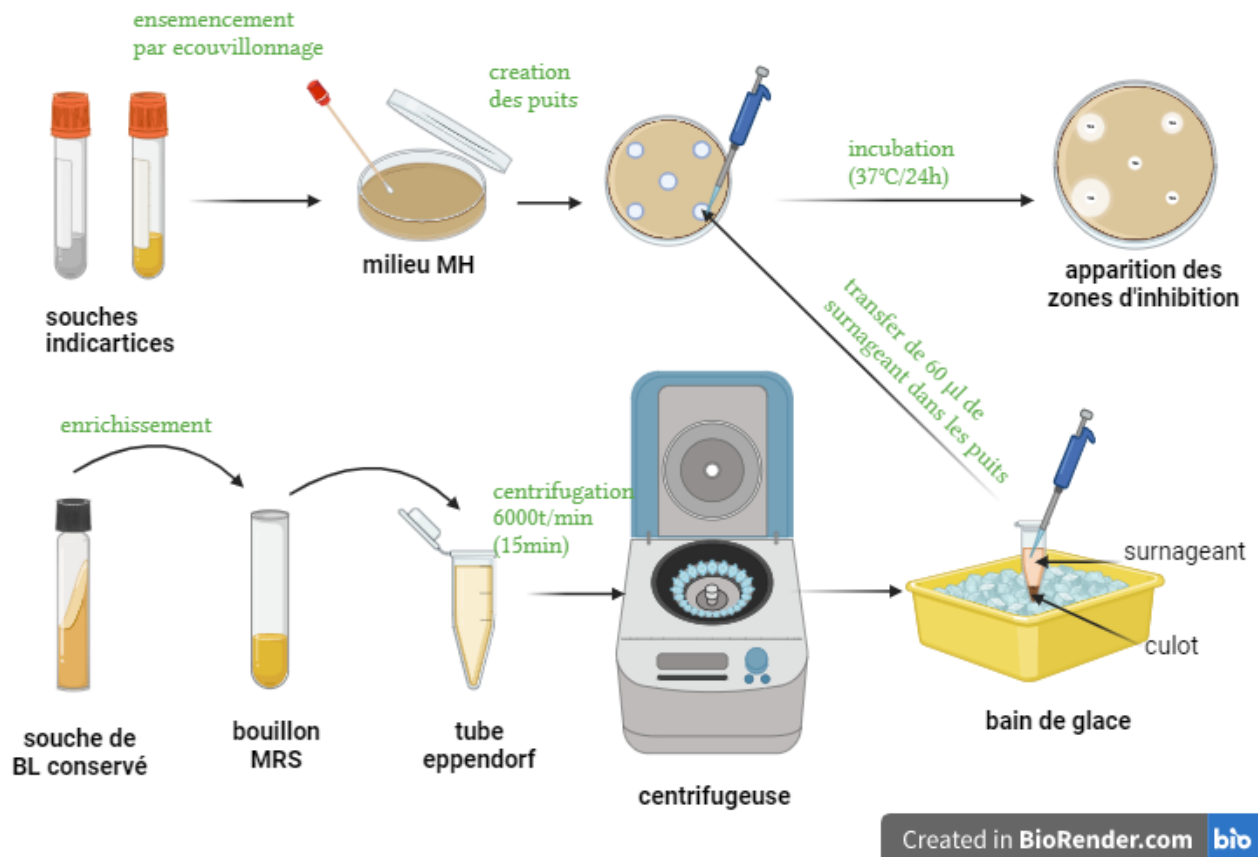 ensemencement
par ecouvillonnage
creation
des puits
incubation
(37°C/24h)
milieu MH
souches
indicartices
apparition des
zones d'inhibition
transfer de 60 µl de
surnageant dans les puits
enrichissement
centrifugation
6000t/min
(15min)
surnageant
culot
souche de
BL conservé
bouillon
MRS
tube
eppendorf
centrifugeuse
bain de glace
Created in BioRender.com bio